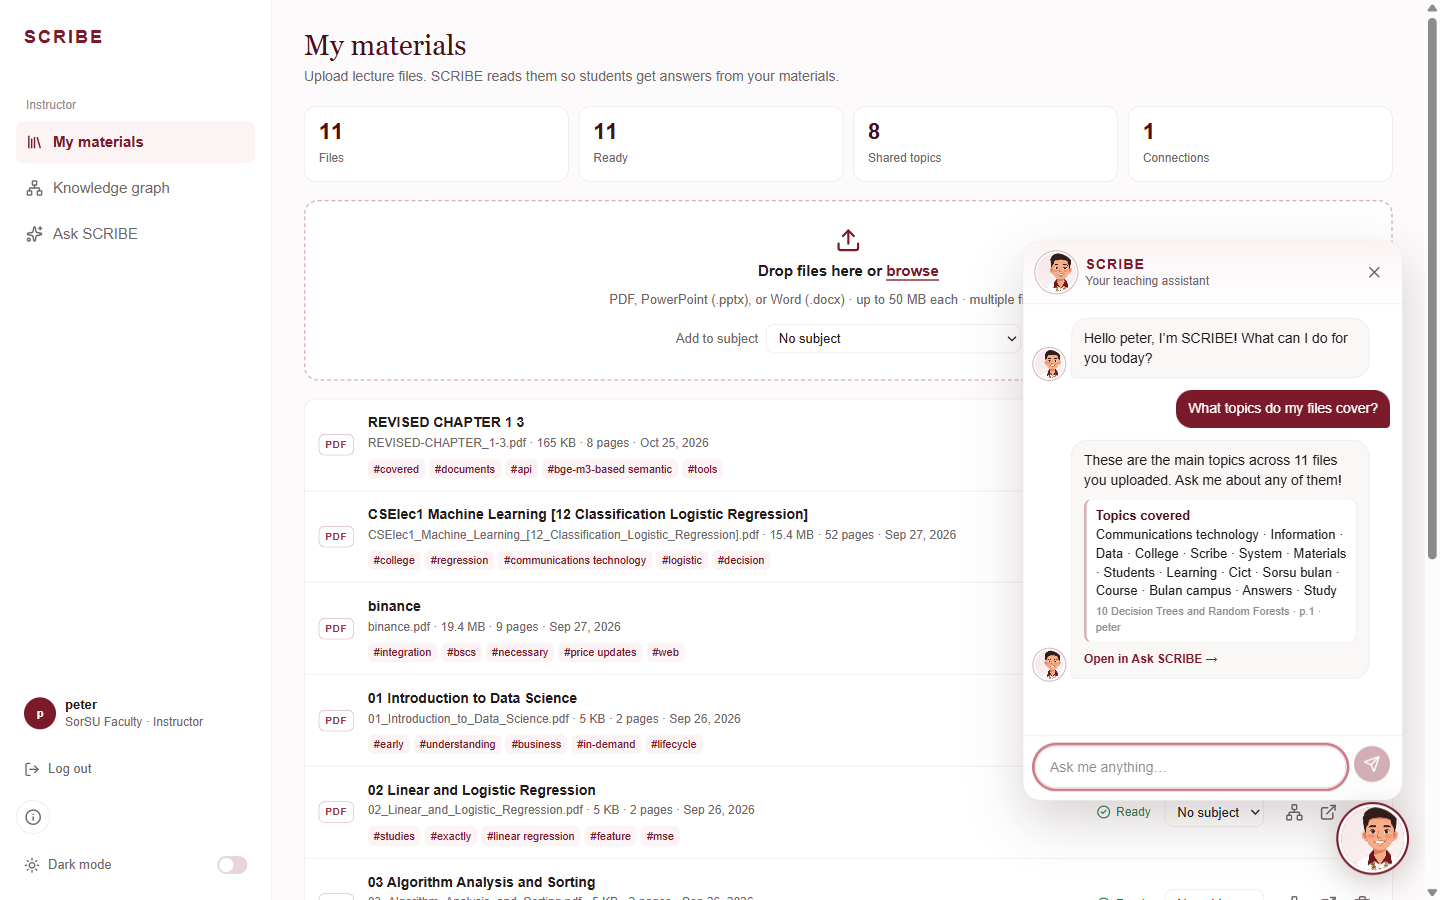 SCRIBE
Instructor
My materials
Knowledge graph
Ask SCRIBE
peter
SorSU Faculty · Instructor
Log out
Dark mode
My materials
Upload lecture files. SCRIBE reads them so students get answers from your materials.
11
Files
11
Ready
8
Shared topics
1
Connections
Drop files here or browse
PDF, PowerPoint (.pptx), or Word (.docx) · up to 50 MB each · multiple
Add to subject
No subject
PDF
REVISED CHAPTER 1 3
REVISED-CHAPTER_1-3.pdf · 165 KB · 8 pages · Oct 25, 2026
#covered #documents #api #bge-m3-based semantic #tools
PDF
CSElec1 Machine Learning [12 Classification Logistic Regression]
CSElec1_Machine_Learning_[12_Classification_Logistic_Regression].pdf · 15.4 MB · 52 pages · Sep 27, 2026
#college #regression #communications technology #logistic #decision
PDF
binance
binance.pdf · 19.4 MB · 9 pages · Sep 27, 2026
#integration #bscs #necessary #price updates #web
PDF
01 Introduction to Data Science
01_Introduction_to_Data_Science.pdf · 5 KB · 2 pages · Sep 26, 2026
#early #understanding #business #in-demand #lifecycle
PDF
02 Linear and Logistic Regression
02_Linear_and_Logistic_Regression.pdf · 5 KB · 2 pages · Sep 26, 2026
#studies #exactly #linear regression #feature #mse
Ready
No subject
03 Algorithm Analysis and Sorting
SCRIBE
Your teaching assistant
Hello peter, I'm SCRIBE! What can I do for
you today?
What topics do my files cover?
These are the main topics across 11 files
you uploaded. Ask me about any of them!
Topics covered
Communications technology · Information ·
Data · College · Scribe · System · Materials
· Students · Learning · Cict · Sorsu bulan ·
Course · Bulan campus · Answers · Study
10 Decision Trees and Random Forests · p.1 ·
peter
Open in Ask SCRIBE →
Ask me anything...